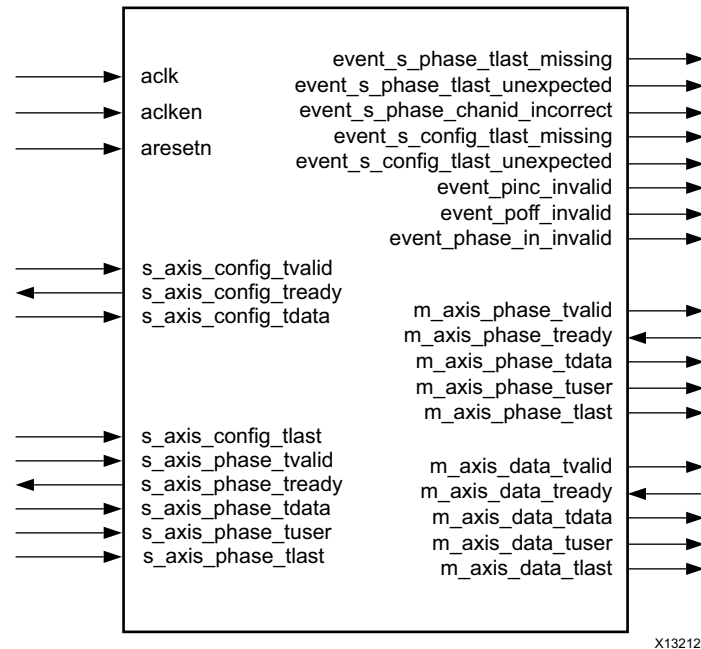 aclk
aclken
aresetn
s_axis_config_tvalid
s_axis_config_tready
s_axis_config_tdata
s_axis_config_tlast
s_axis_phase_tvalid
s_axis_phase_tready
s_axis_phase_tdata
s_axis_phase_tuser
s_axis_phase_tlast
event_s_phase_tlast_missing
event_s_phase_tlast_unexpected
event_s_phase_chanid_incorrect
event_s_config_tlast_missing
event_s_config_tlast_unexpected
event_pinc_invalid
event_poff_invalid
event_phase_in_invalid
m_axis_phase_tvalid
m_axis_phase_tready
m_axis_phase_tdata
m_axis_phase_tuser
m_axis_phase_tlast
m_axis_data_tvalid
m_axis_data_tready
m_axis_data_tdata
m_axis_data_tuser
m_axis_data_tlast
X13212